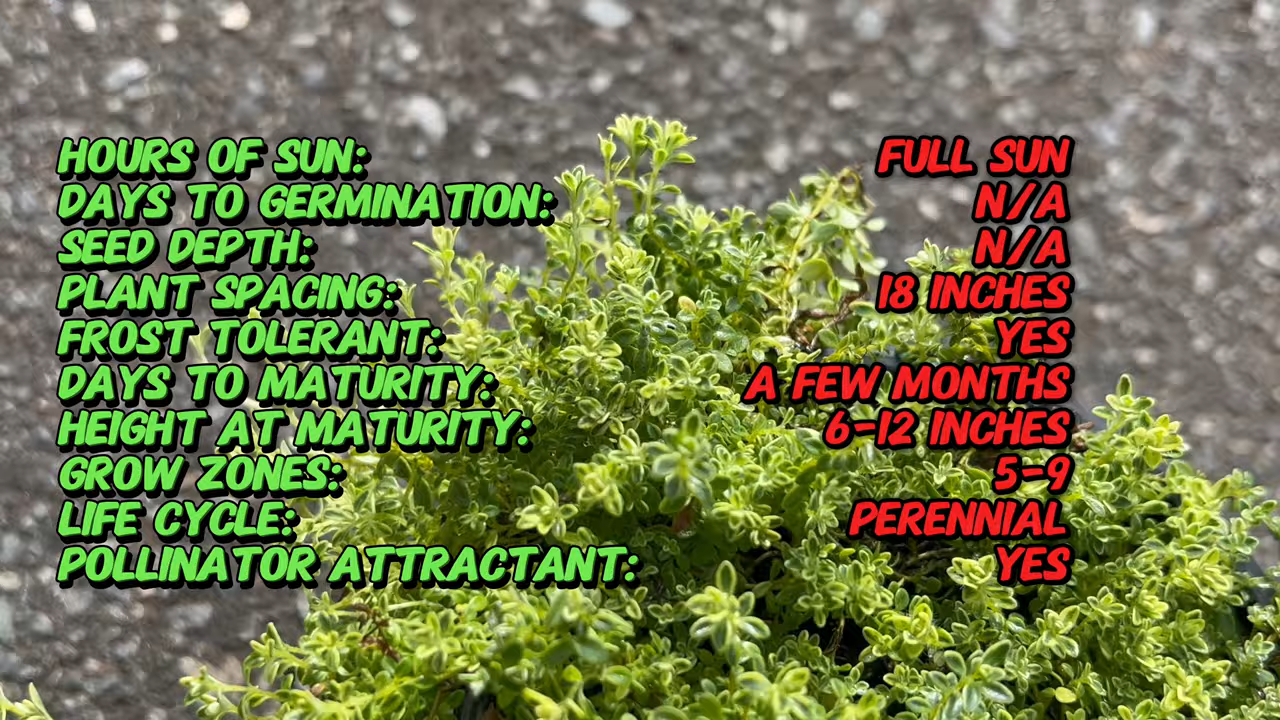 HOURS OF SUN: FULL SUN
DAYS TO GERMINATION: N/A
SEED DEPTH: N/A
PLANT SPACING: 18 INCHES
FROST TOLERANT: YES
DAYS TO MATURITY: A FEW MONTHS
HEIGHT AT MATURITY: 6-12 INCHES
GROW ZONES: 5-9
LIFE CYCLE: PERENNIAL
POLLINATOR ATTRACTANT: YES